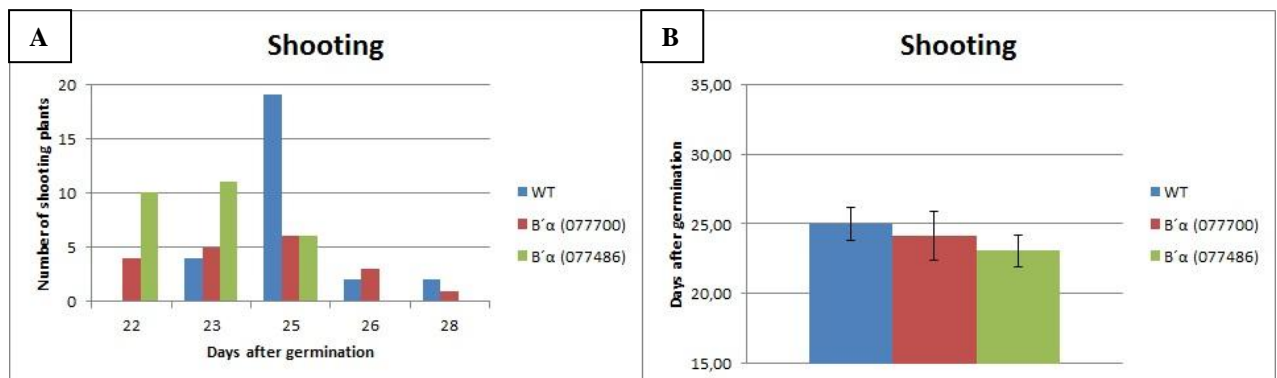 A
Shooting
Number of shooting plants
20
15
10
5
0
22 23 25 26 28
Days after germination
WT
B´α (077700)
B´α (077486)
B
Shooting
Days after germination
35,00
30,00
25,00
20,00
15,00
WT
B´α (077700)
B´α (077486)